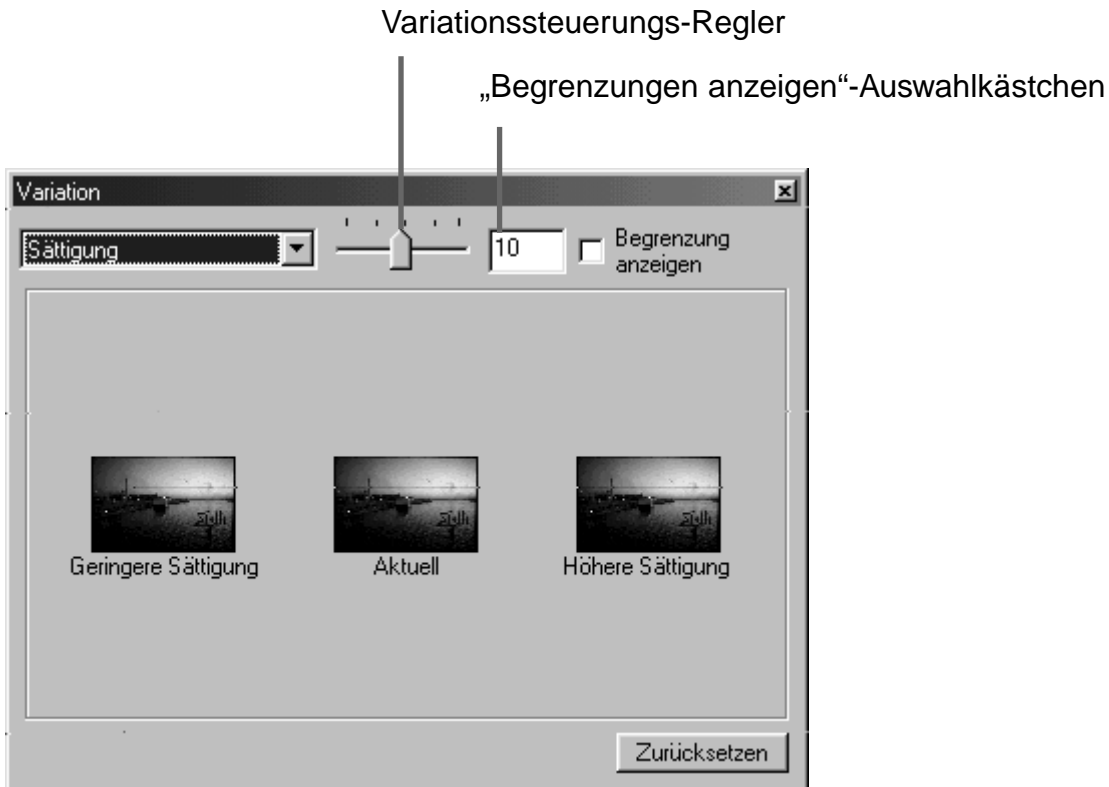 Variationssteuerungs-Regler
„Begrenzungen anzeigen“-Auswahlkästchen
Variation
Sättigung
10
Begrenzung
anzeigen
Geringere Sättigung
Aktuell
Höhere Sättigung
Zurücksetzen